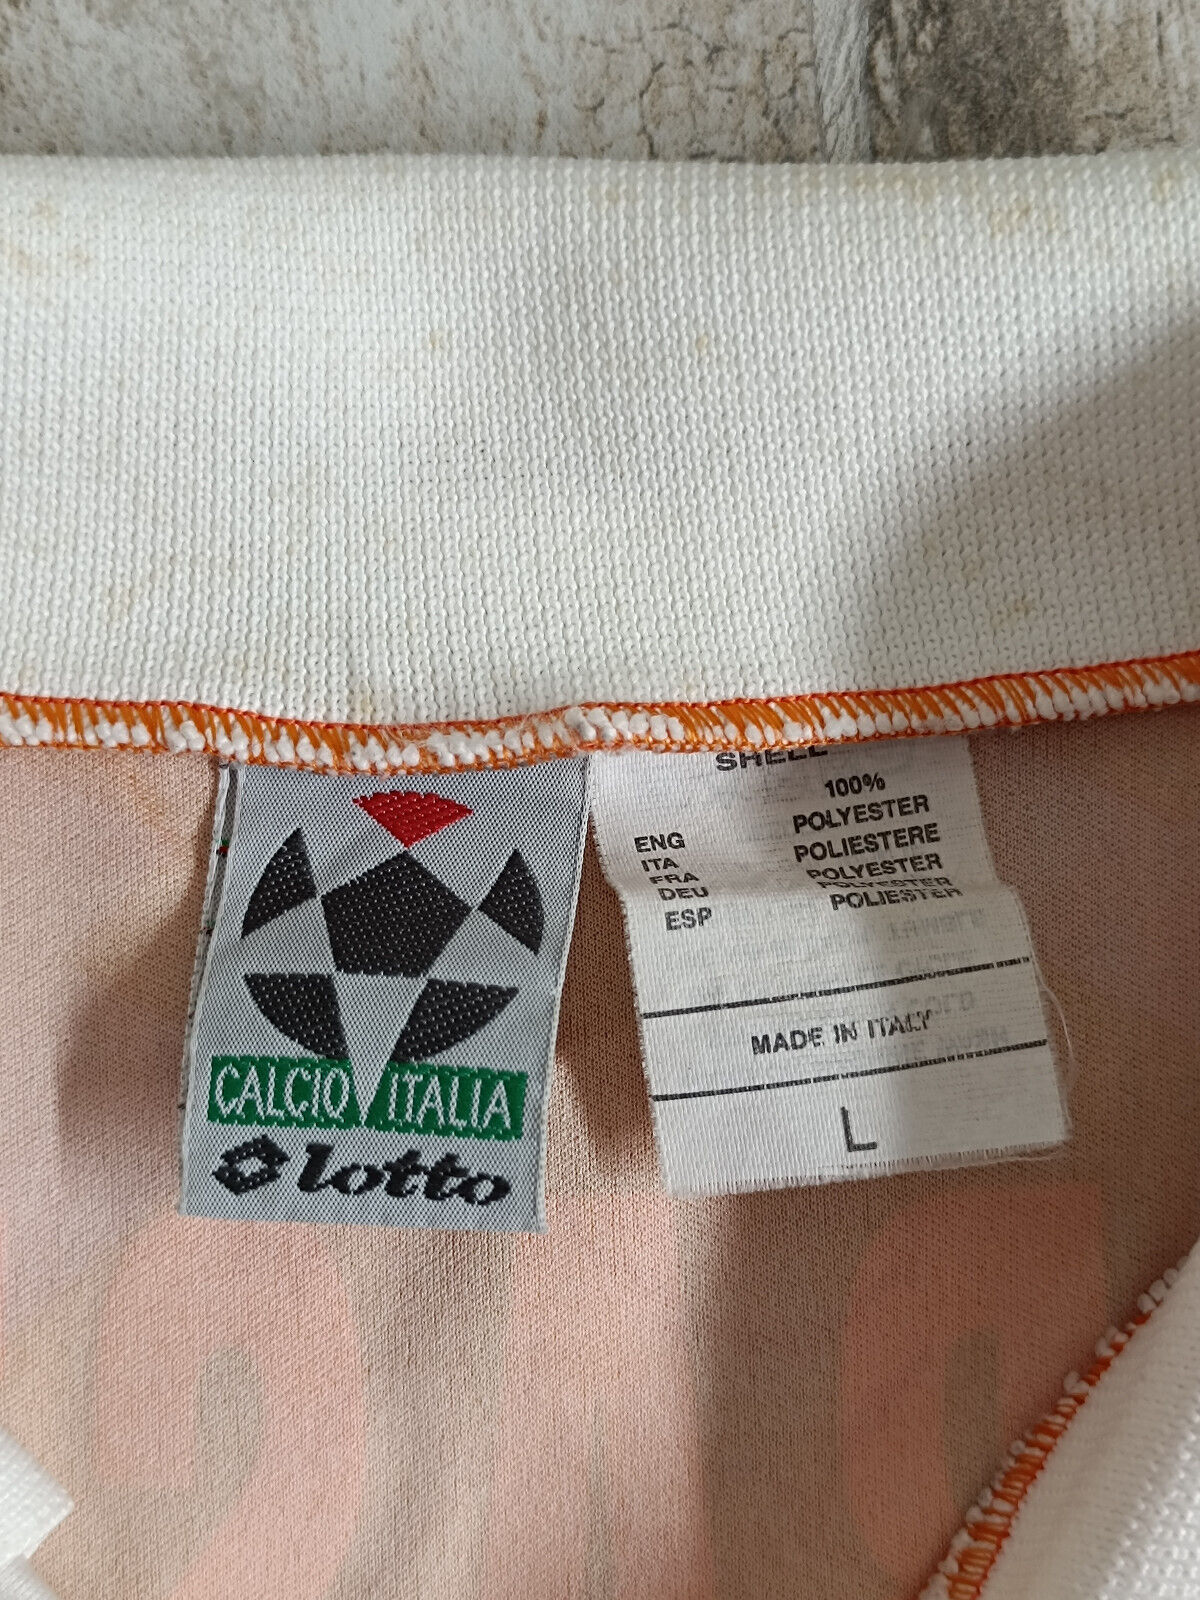 CALCIO ITALIA
lotto
SHELL
100%
ENG POLYESTER
ITA POLIESTERE
FRA POLYESTER
DEU POLYESTER
ESP POLIESTER
MADE IN ITALY
L